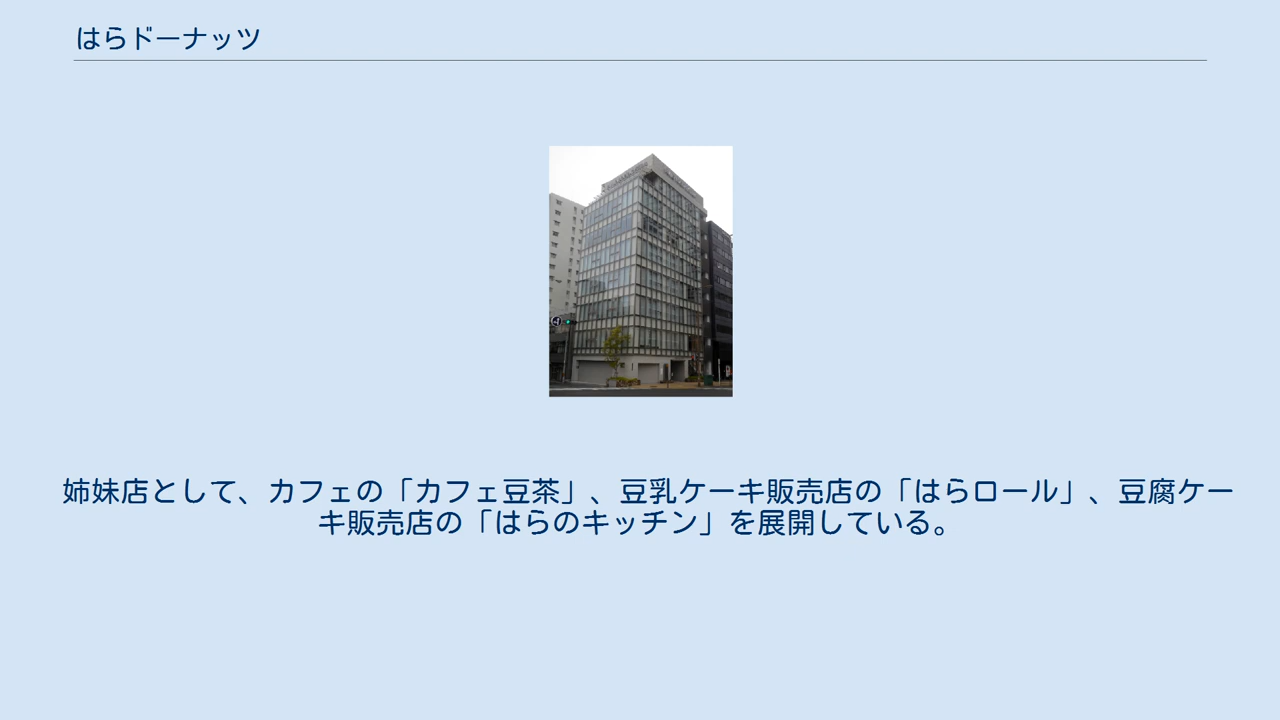 はらドーナッツ
姉妹店として、カフェの「カフェ豆茶」、豆乳ケーキ販売店の「はらロール」、豆腐ケー
キ販売店の「はらのキッチン」を展開している。